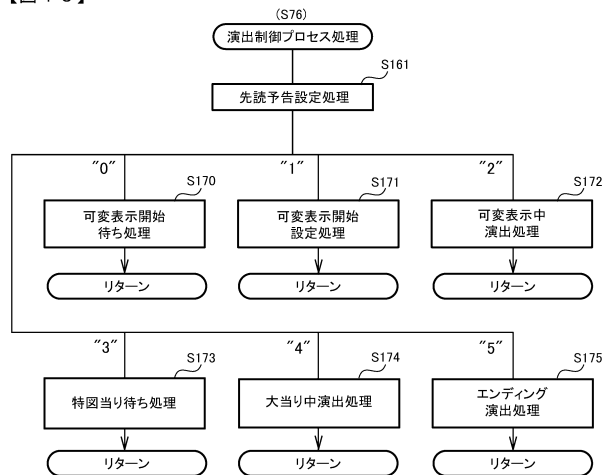 (S76)
演出制御プロセス処理
S161
先読予告設定処理
"0" "1" "2"
S170 S171 S172
可変表示開始
待ち処理
可変表示開始
設定処理
可変表示中
演出処理
リターン リターン リターン
"3" "4" "5"
S173 S174 S175
特図当り待ち処理
大当り中演出処理
エンディング
演出処理
リターン リターン リターン